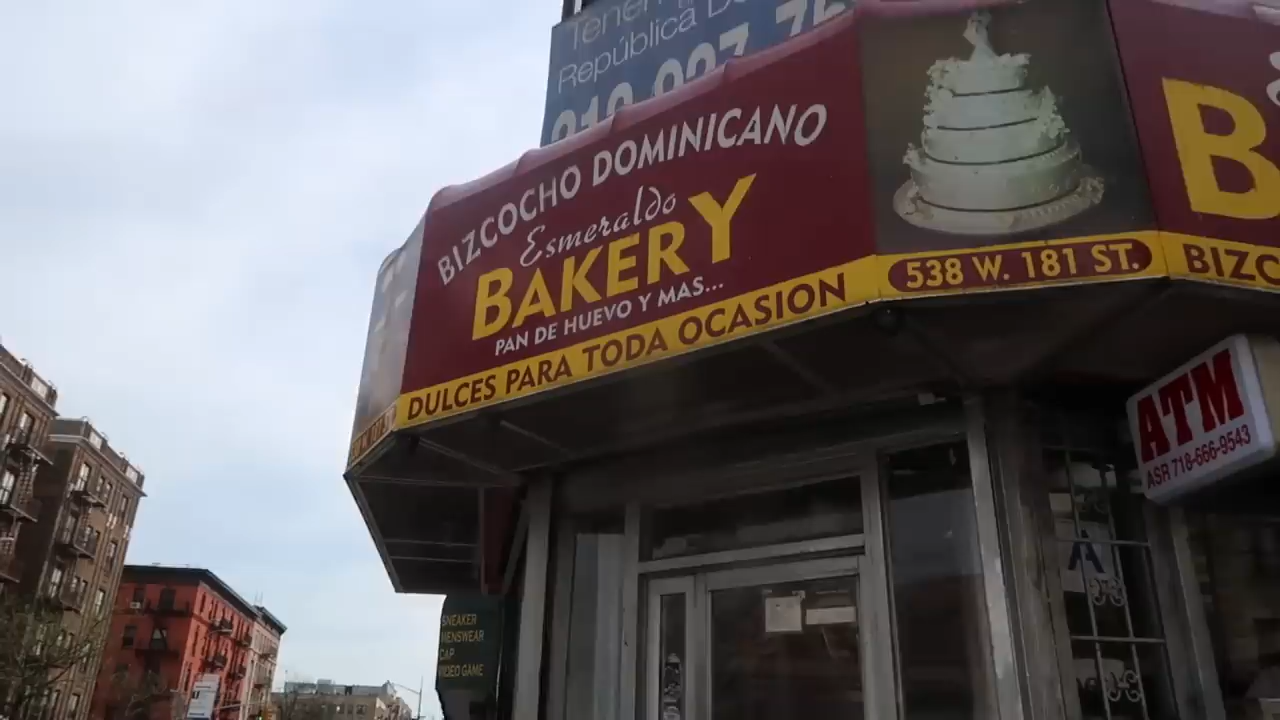 República
BIZCOCHO DOMINICANO
Esmeraldo
BAKERY
PAN DE HUEVO Y MAS...
DULCES PARA TODA OCASION
538 W. 181 ST.
ATM
ASR 718-666-9543
SNEAKER
MENSWEAR
CAP
VIDEO GAME
A